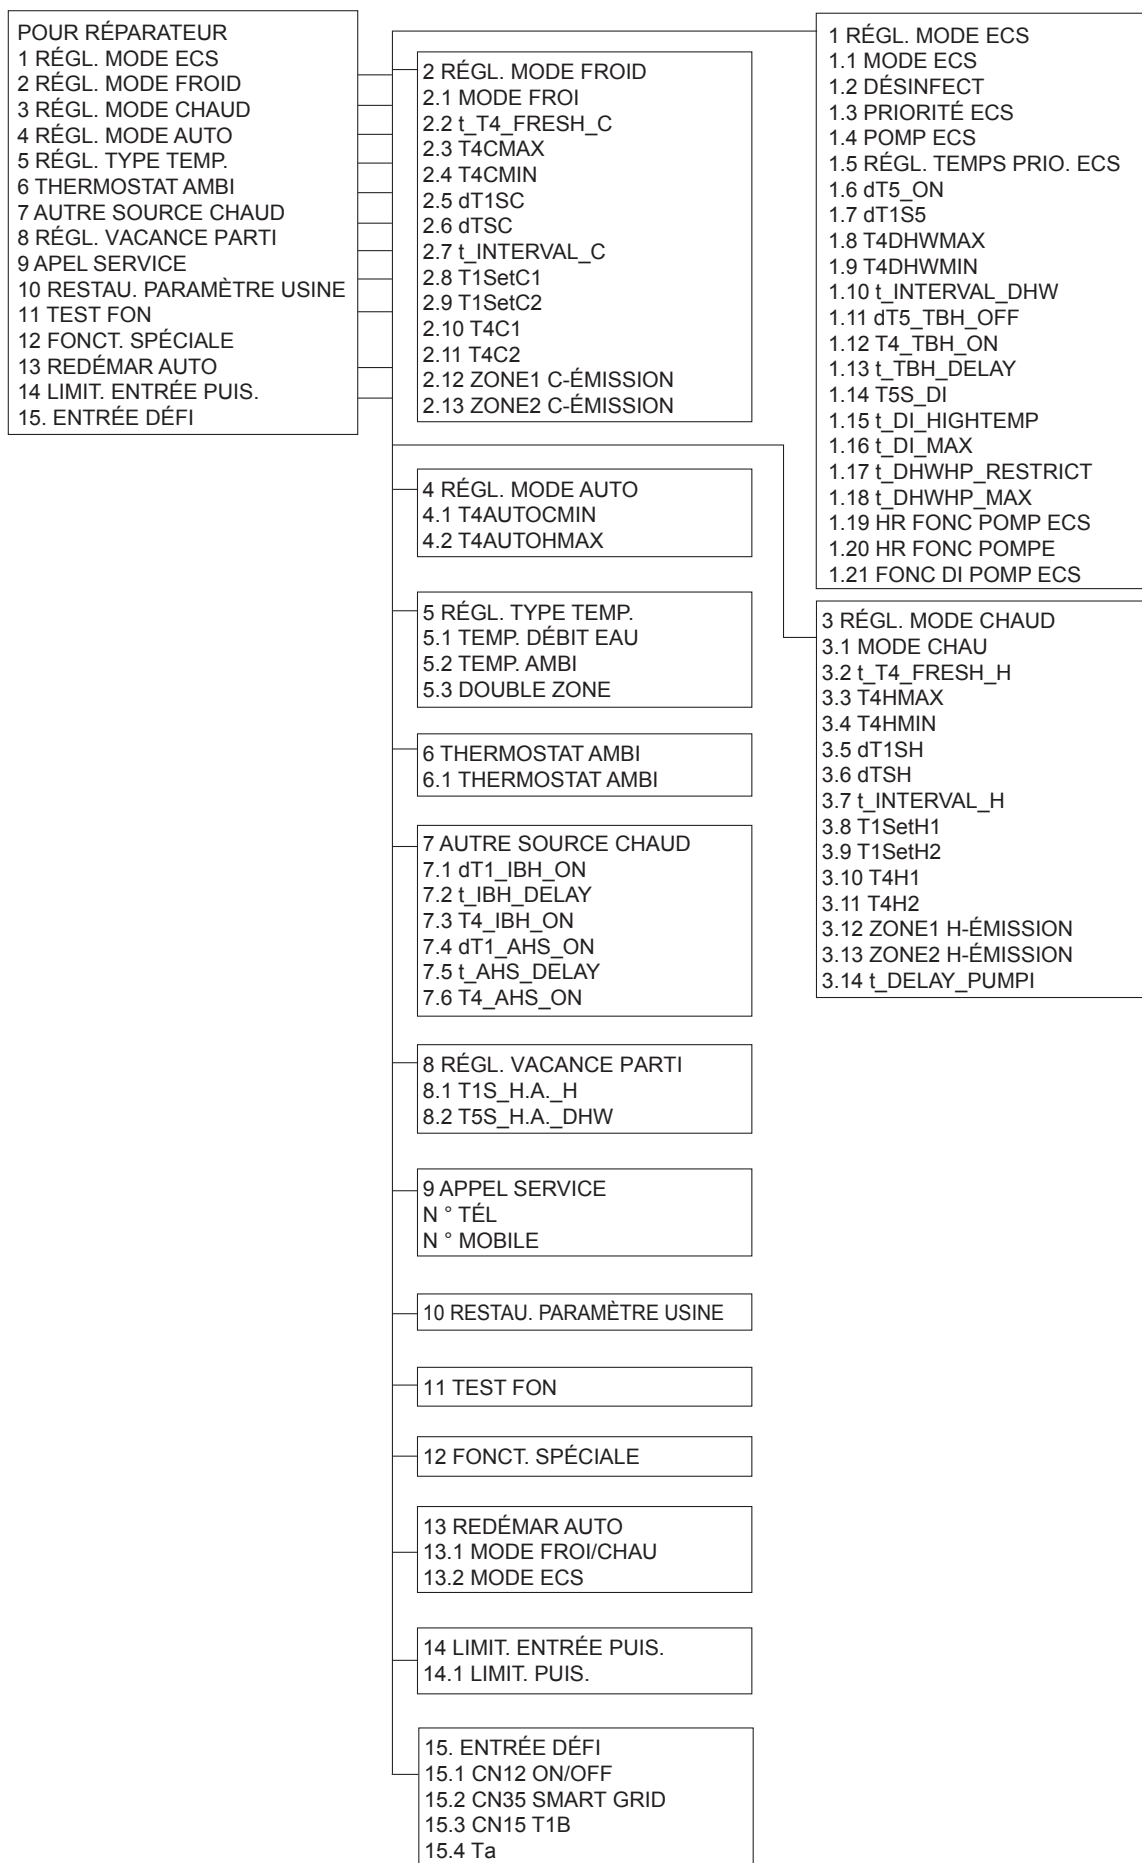 POUR RÉPARATEUR
1 RÉGL. MODE ECS
2 RÉGL. MODE FROID
3 RÉGL. MODE CHAUD
4 RÉGL. MODE AUTO
5 RÉGL. TYPE TEMP.
6 THERMOSTAT AMBI
7 AUTRE SOURCE CHAUD
8 RÉGL. VACANCE PARTI
9 APEL SERVICE
10 RESTAU. PARAMÈTRE USINE
11 TEST FON
12 FONCT. SPÉCIALE
13 REDÉMAR AUTO
14 LIMIT. ENTRÉE PUIS.
15. ENTRÉE DÉFI
2 RÉGL. MODE FROID
2.1 MODE FROI
2.2 t_T4_FRESH_C
2.3 T4CMAX
2.4 T4CMIN
2.5 dT1SC
2.6 dTSC
2.7 t_INTERVAL_C
2.8 T1SetC1
2.9 T1SetC2
2.10 T4C1
2.11 T4C2
2.12 ZONE1 C-ÉMISSION
2.13 ZONE2 C-ÉMISSION
4 RÉGL. MODE AUTO
4.1 T4AUTOCMIN
4.2 T4AUTOHMAX
5 RÉGL. TYPE TEMP.
5.1 TEMP. DÉBIT EAU
5.2 TEMP. AMBI
5.3 DOUBLE ZONE
6 THERMOSTAT AMBI
6.1 THERMOSTAT AMBI
7 AUTRE SOURCE CHAUD
7.1 dT1_IBH_ON
7.2 t_IBH_DELAY
7.3 T4_IBH_ON
7.4 dT1_AHS_ON
7.5 t_AHS_DELAY
7.6 T4_AHS_ON
8 RÉGL. VACANCE PARTI
8.1 T1S_H.A._H
8.2 T5S_H.A._DHW
9 APPEL SERVICE
N ° TÉL
N ° MOBILE
10 RESTAU. PARAMÈTRE USINE
11 TEST FON
12 FONCT. SPÉCIALE
13 REDÉMAR AUTO
13.1 MODE FROI/CHAU
13.2 MODE ECS
14 LIMIT. ENTRÉE PUIS.
14.1 LIMIT. PUIS.
15. ENTRÉE DÉFI
15.1 CN12 ON/OFF
15.2 CN35 SMART GRID
15.3 CN15 T1B
15.4 Ta
1 RÉGL. MODE ECS
1.1 MODE ECS
1.2 DÉSINFECT
1.3 PRIORITÉ ECS
1.4 POMP ECS
1.5 RÉGL. TEMPS PRIO. ECS
1.6 dT5_ON
1.7 dT1S5
1.8 T4DHWMAX
1.9 T4DHWMIN
1.10 t_INTERVAL_DHW
1.11 dT5_TBH_OFF
1.12 T4_TBH_ON
1.13 t_TBH_DELAY
1.14 T5S_DI
1.15 t_DI_HIGHTEMP
1.16 t_DI_MAX
1.17 t_DHWHP_RESTRICT
1.18 t_DHWHP_MAX
1.19 HR FONC POMP ECS
1.20 HR FONC POMPE
1.21 FONC DI POMP ECS
3 RÉGL. MODE CHAUD
3.1 MODE CHAU
3.2 t_T4_FRESH_H
3.3 T4HMAX
3.4 T4HMIN
3.5 dT1SH
3.6 dTSH
3.7 t_INTERVAL_H
3.8 T1SetH1
3.9 T1SetH2
3.10 T4H1
3.11 T4H2
3.12 ZONE1 H-ÉMISSION
3.13 ZONE2 H-ÉMISSION
3.14 t_DELAY_PUMPI